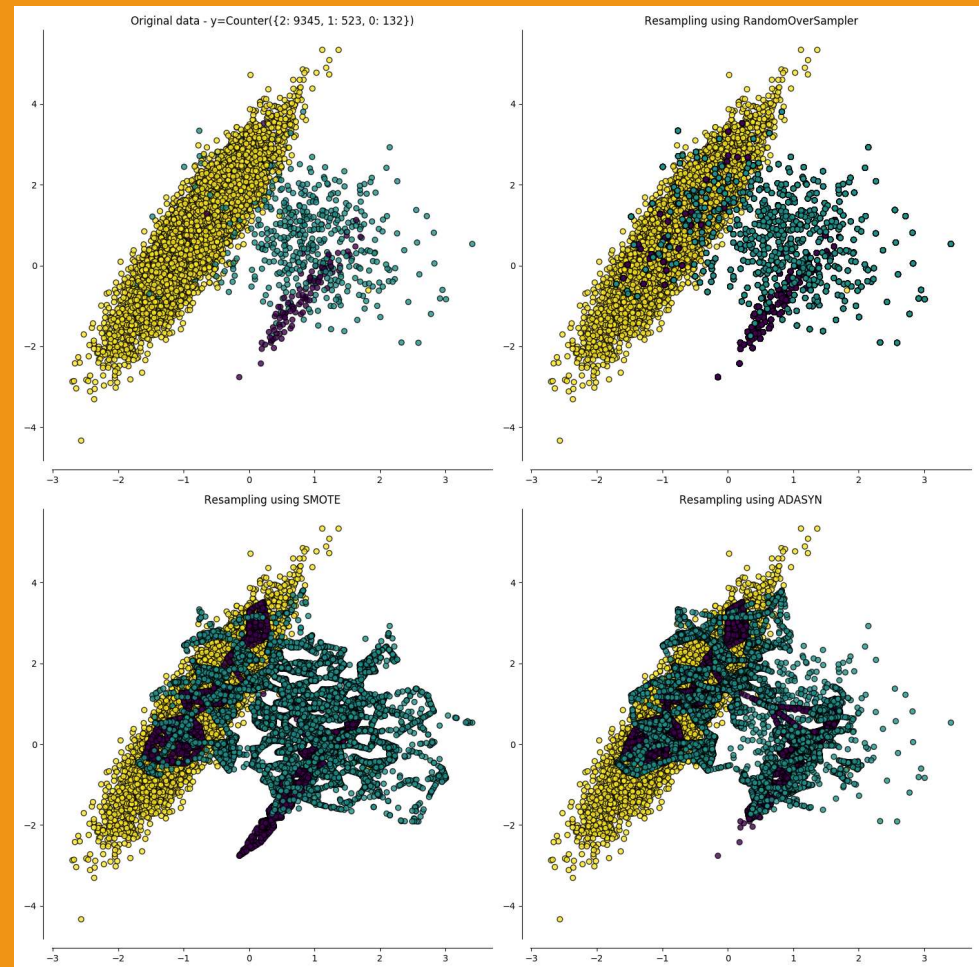 Original data - y=Counter({2: 9345, 1: 523, 0: 132})
Resampling using RandomOverSampler
4
2
0
−2
−4
−3 −2 −1 0 1 2 3
4
2
0
−2
−4
−3 −2 −1 0 1 2 3
Resampling using SMOTE
Resampling using ADASYN
4
2
0
−2
−4
−3 −2 −1 0 1 2 3
4
2
0
−2
−4
−3 −2 −1 0 1 2 3